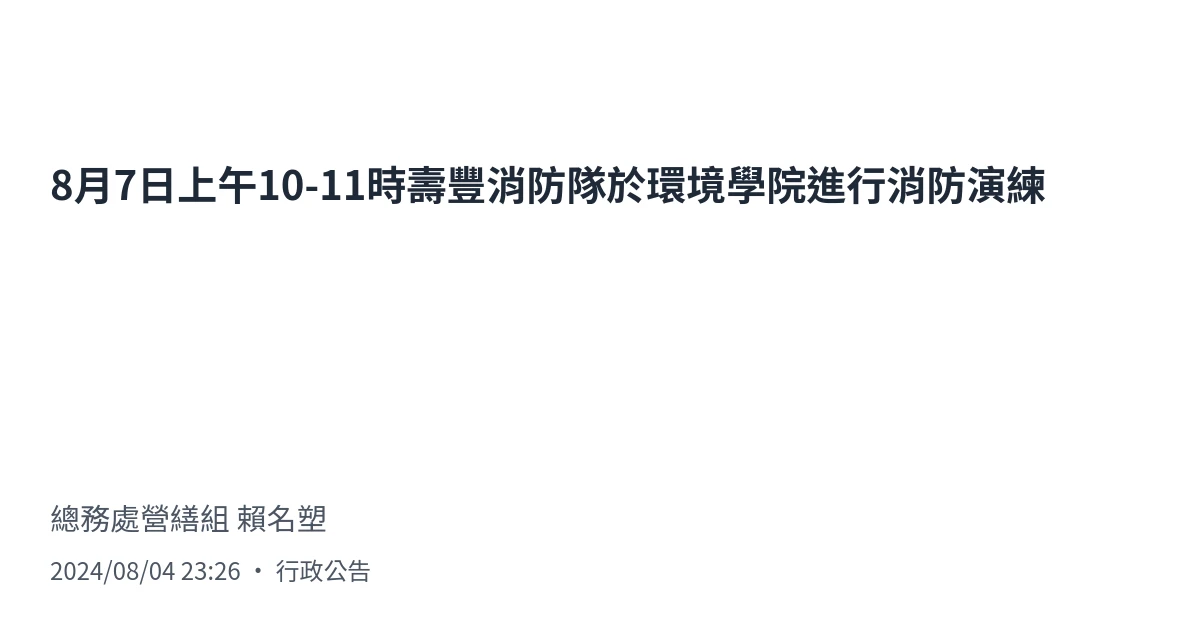 8月7日上午10-11時壽豐消防隊於環境學院進行消防演練
總務處營繕組 賴名塑
2024/08/04 23:26 • 行政公告